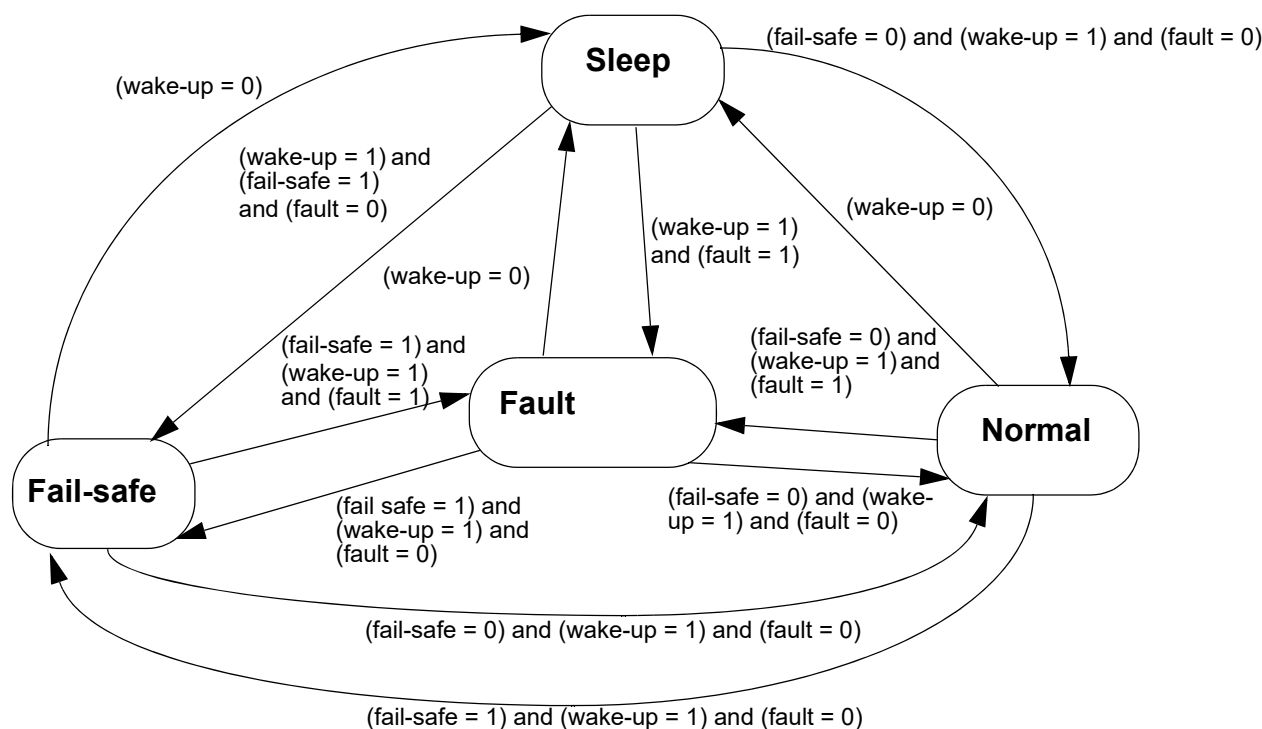 Sleep
(fail-safe = 0) and (wake-up = 1) and (fault = 0)
(wake-up = 0)
(wake-up = 1) and
(fail-safe = 1)
and (fault = 0)
(wake-up = 0)
(wake-up = 1)
and (fault = 1)
(wake-up = 0)
(fail-safe = 1) and
(wake-up = 1)
and (fault = 1)
(fail-safe = 0) and
(wake-up = 1) and
(fault = 1)
Fault
Normal
Fail-safe
(fail safe = 1) and
(wake-up = 1) and
(fault = 0)
(fail-safe = 0) and (wake-
up = 1) and (fault = 0)
(fail-safe = 0) and (wake-up = 1) and (fault = 0)
(fail-safe = 1) and (wake-up = 1) and (fault = 0)